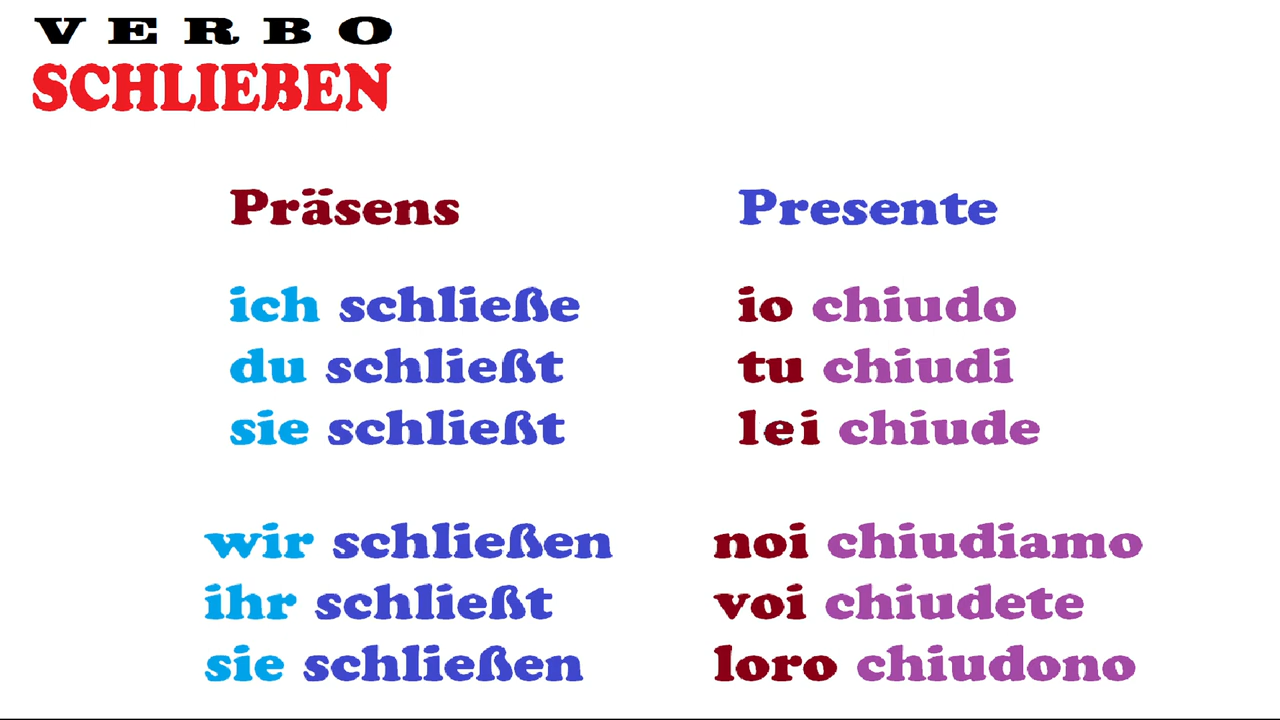 VERBO
SCHLIEẞEN
Präsens
ich schließe
du schließt
sie schließt
wir schließen
ihr schließt
sie schließen
Presente
io chiudo
tu chiudi
lei chiude
noi chiudiamo
voi chiudete
loro chiudono